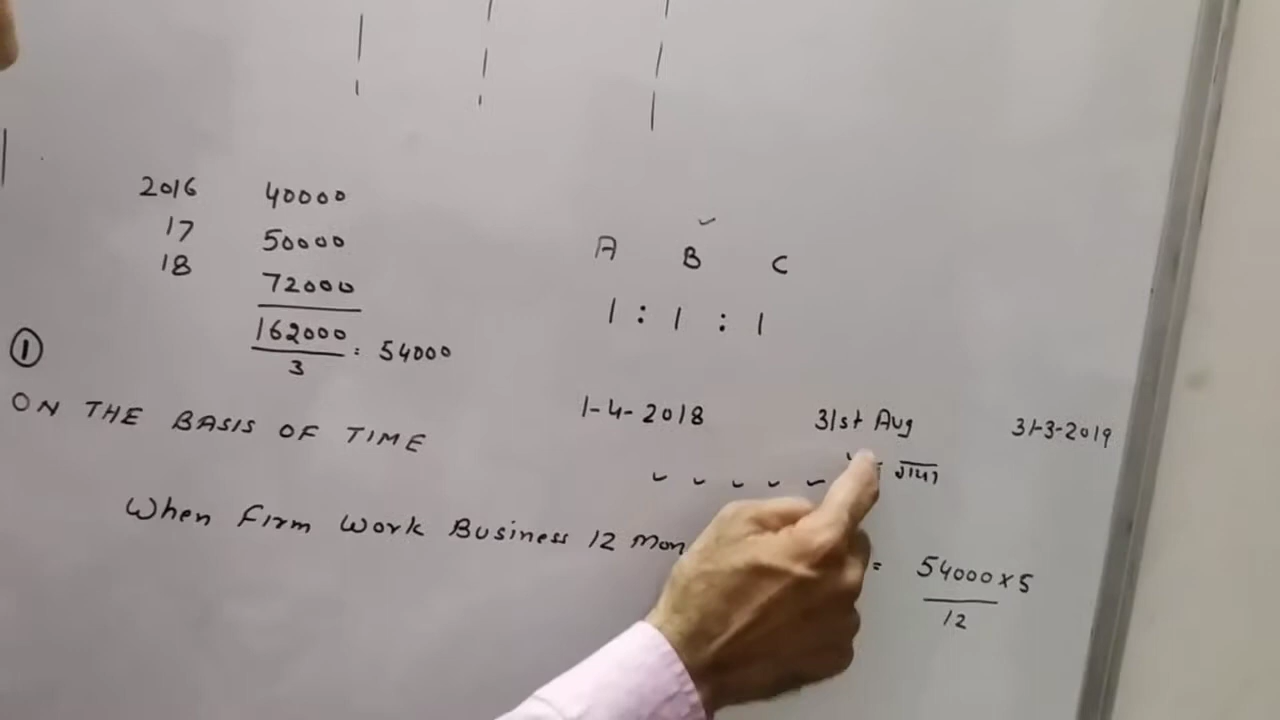 2016 40000
17 50000
18 72000
162000 = 54000
3
①
ON THE BASIS OF TIME
A B C
1 : 1 : 1
1-4-2018 31st Aug 31-3-2019
When Firm Work Business 12 Mon
= 54000 x 5
12